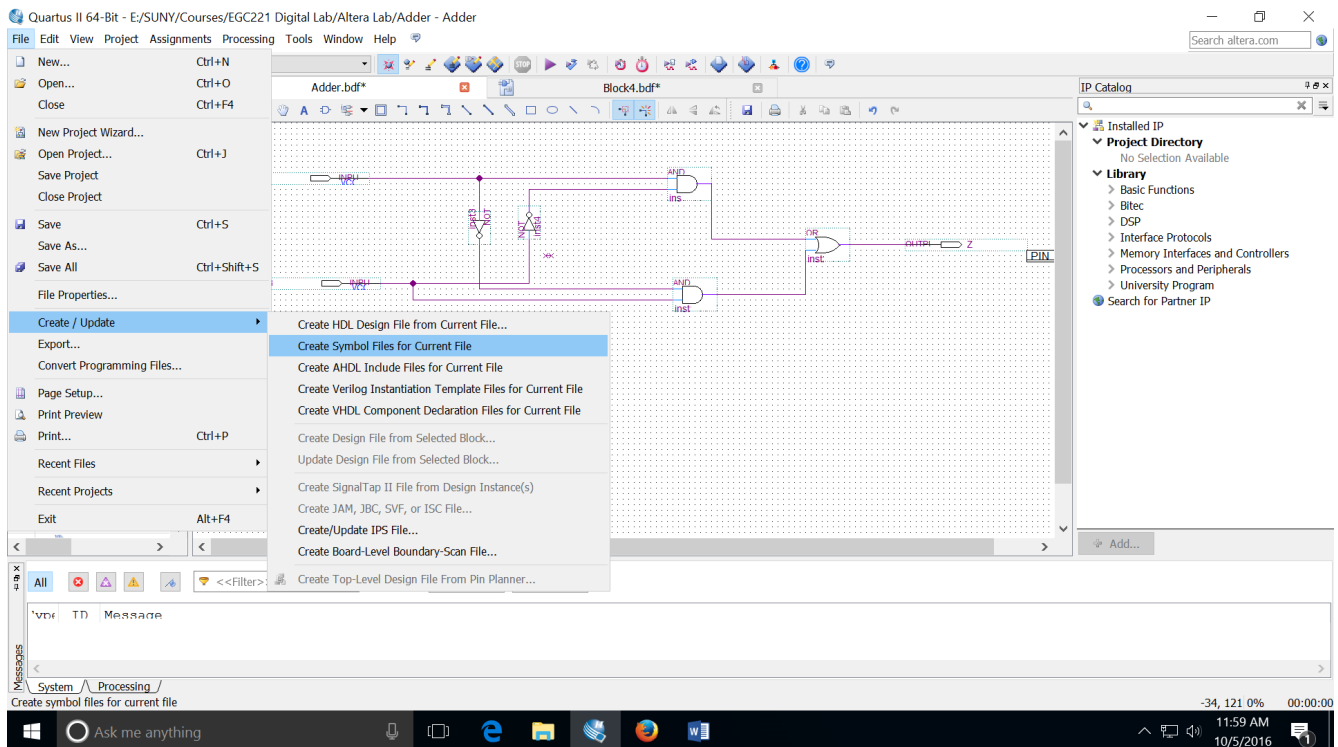 Quartus II 64-Bit - E:/SUNY/Courses/EGC221 Digital Lab/Altera Lab/Adder - Adder
File Edit View Project Assignments Processing Tools Window Help
Search altera.com
New... Ctrl+N
Open... Ctrl+O
Close Ctrl+F4
New Project Wizard...
Open Project... Ctrl+J
Save Project
Close Project
Save Ctrl+S
Save As...
Save All Ctrl+Shift+S
File Properties...
Create / Update
Export...
Convert Programming Files...
Page Setup...
Print Preview
Print... Ctrl+P
Recent Files
Recent Projects
Exit Alt+F4
Create HDL Design File from Current File...
Create Symbol Files for Current File
Create AHDL Include Files for Current File
Create Verilog Instantiation Template Files for Current File
Create VHDL Component Declaration Files for Current File
Create Design File from Selected Block...
Update Design File from Selected Block...
Create SignalTap II File from Design Instance(s)
Create JAM, JBC, SVF, or ISC File...
Create/Update IPS File...
Create Board-Level Boundary-Scan File...
Create Top-Level Design File From Pin Planner...
STOP
Adder.bdf*
Block4.bdf*
AND
ins
inst3
NOT
NOT
inst4
OR
inst
Z
PIN
AND
inst
IP Catalog
Installed IP
Project Directory
No Selection Available
Library
Basic Functions
Bitec
DSP
Interface Protocols
Memory Interfaces and Controllers
Processors and Peripherals
University Program
Search for Partner IP
Add...
All
<<Filter>
ID Message
Messages
System Processing
Create symbol files for current file
-34, 121 0% 00:00:00
Ask me anything
11:59 AM
10/5/2016
1